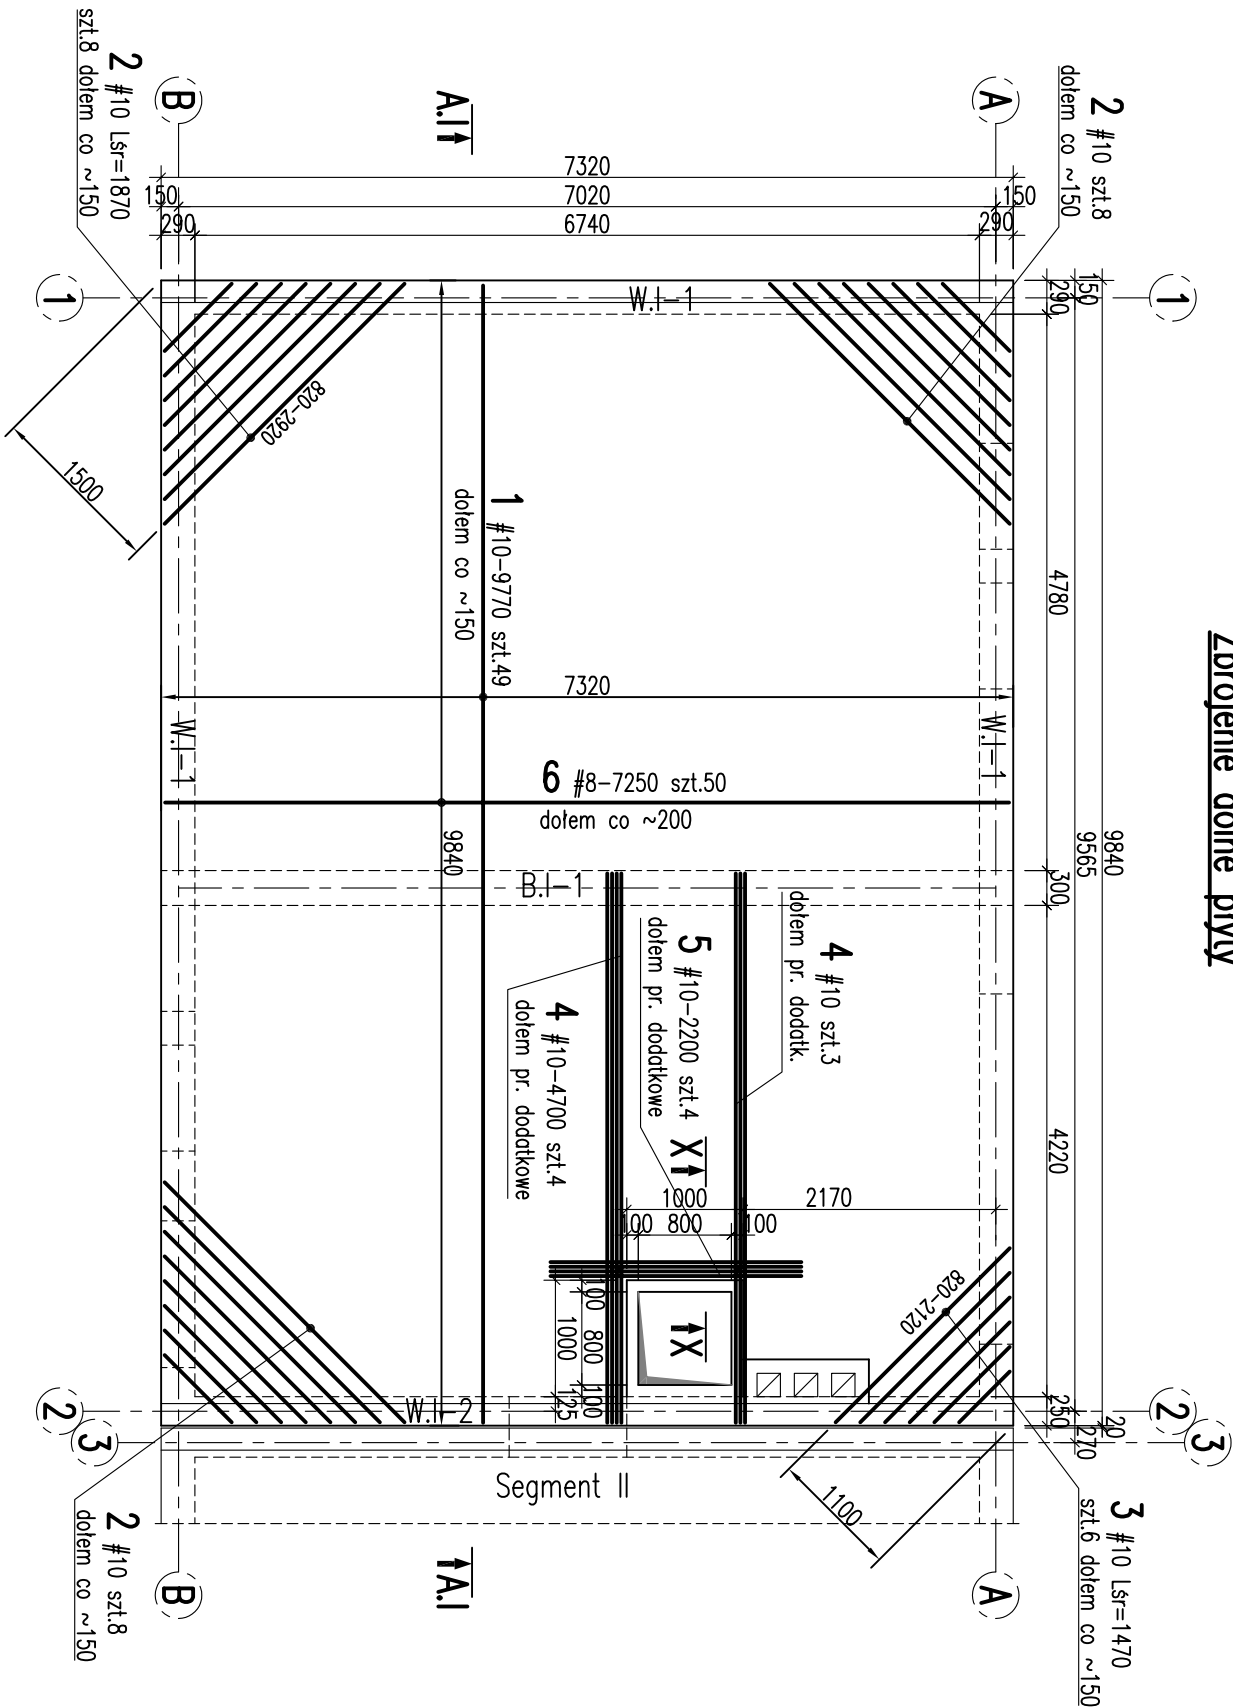 Zbrojenie dolne płyty
2 #10 szt.8
dołem co ~150
A
A.I
B
2 #10 Lśr=1870
szt.8 dołem co ~150
7320
150
7020
150
290
6740
290
1
1
W.I-1
150
290
820-2920
1500
1 #10-9770 szt.49
dołem co ~150
4780
7320
W.I-1
W.I-1
6 #8-7250 szt.50
dołem co ~200
9840
9840
9565
300
B.I-1
4 #10 szt.3
dołem pr. dodatk.
5 #10-2200 szt.4
dołem pr. dodatkowe
4 #10-4700 szt.4
dołem pr. dodatkowe
X
4220
1000
2170
100
800
100
100
800
100
1000
125
X
820-2120
W.I-2
250
20
270
2
3
2
3
Segment II
1100
3 #10 Lśr=1470
szt.6 dołem co ~150
2 #10 szt.8
dołem co ~150
A.I
A
B